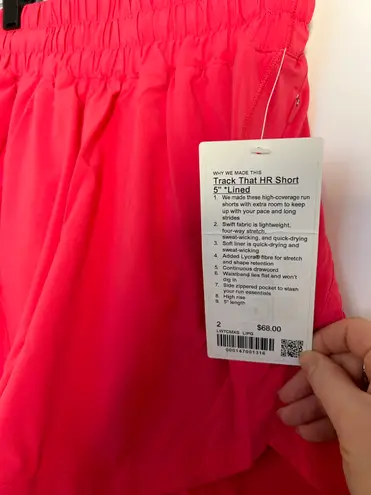 WHY WE MADE THIS
Track That HR Short
5" *Lined
1. We made these high-coverage run
shorts with extra room to keep
up with your pace and long
strides
2. Swift fabric is lightweight,
four-way stretch,
sweat-wicking, and quick-drying
3. Soft liner is quick-drying and
sweat-wicking
4. Added Lycra® fibre for stretch
and shape retention
5. Continuous drawcord
6. Waistband lies flat and won't
dig in
7. Side zippered pocket to stash
your run essentials
8. High rise
9. 5" length
2 $68.00
000147001316